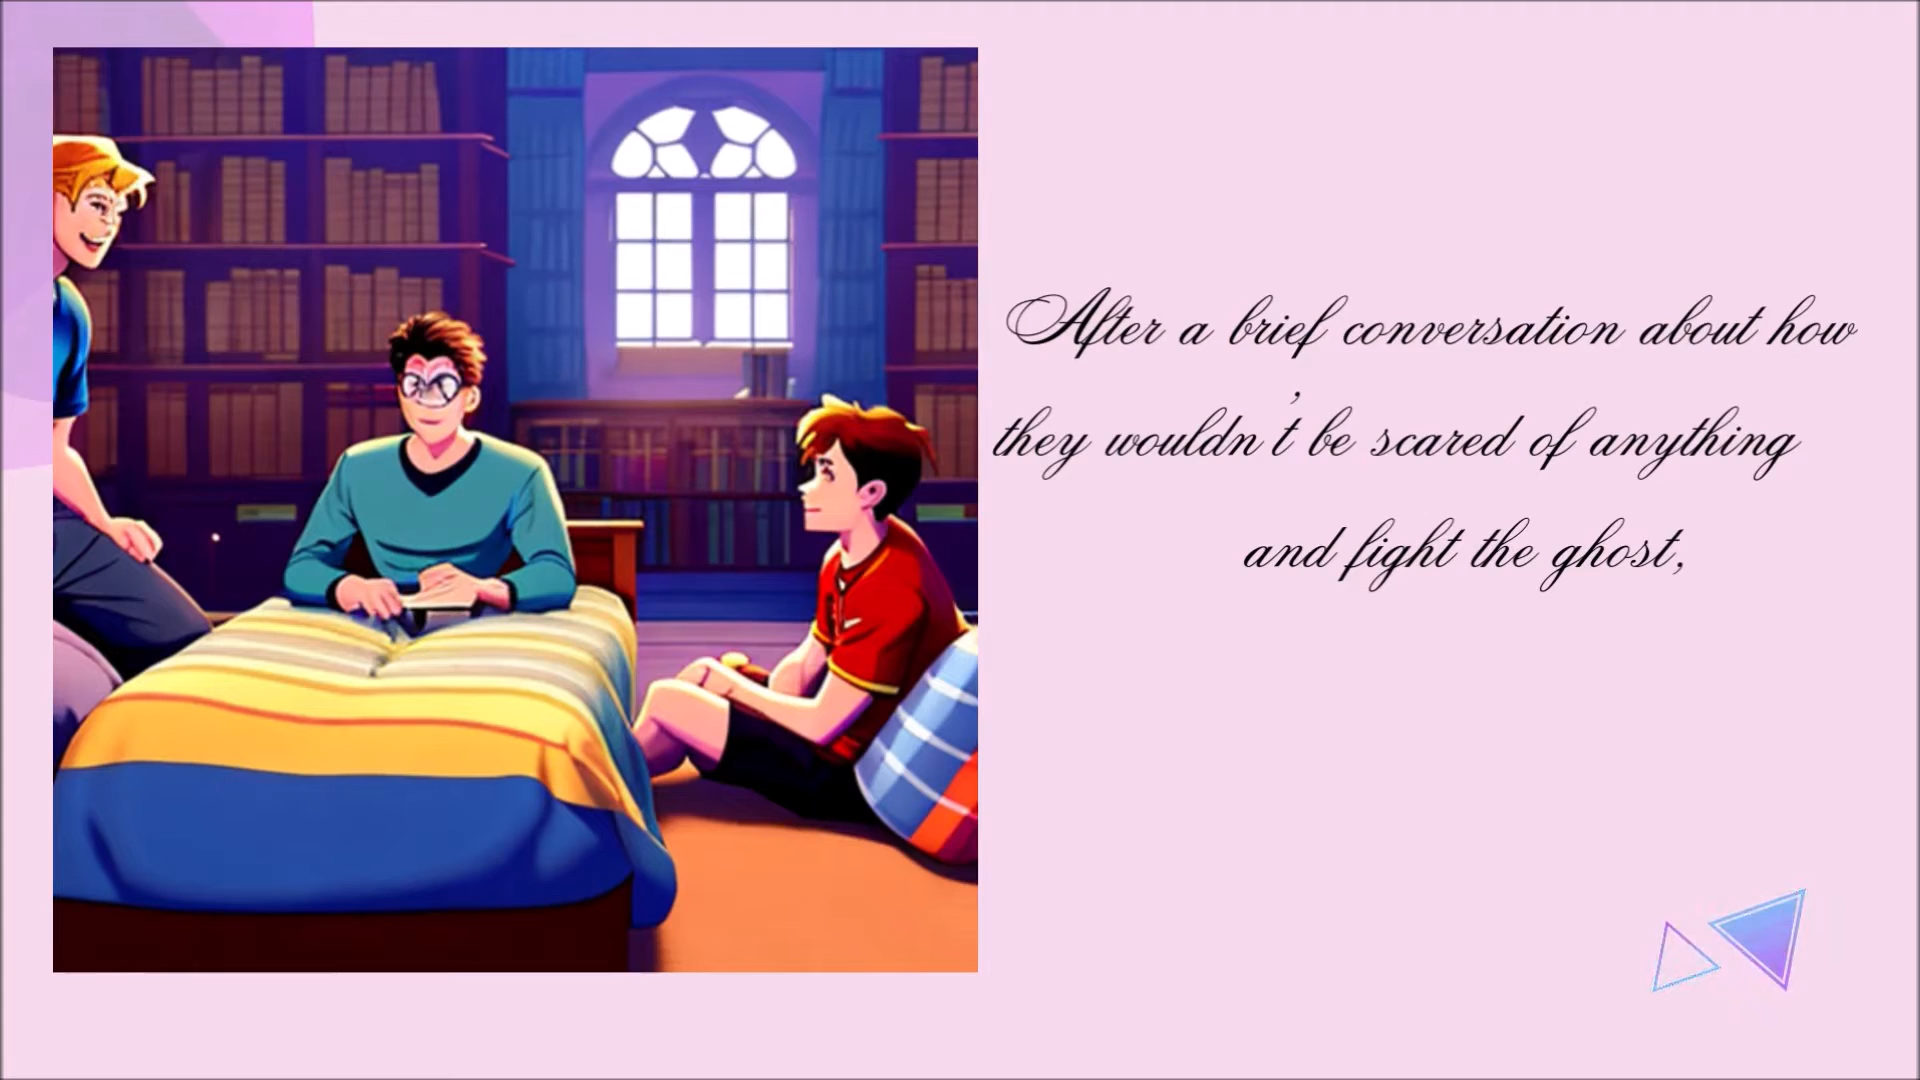 After a brief conversation about how
they wouldn't be scared of anything
and fight the ghost,